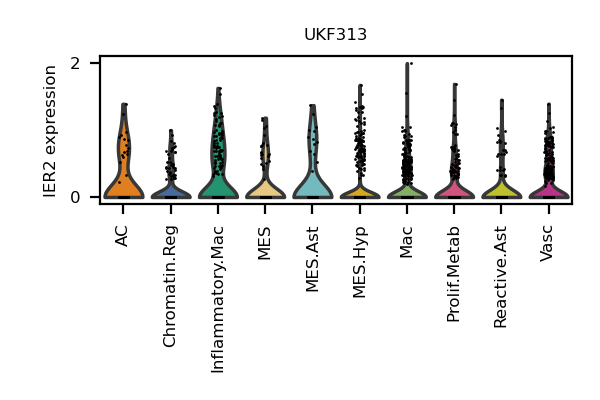 UKF313
IER2 expression
2
0
AC
Chromatin.Reg
Inflammatory.Mac
MES
MES.Ast
MES.Hyp
Mac
Prolif.Metab
Reactive.Ast
Vasc